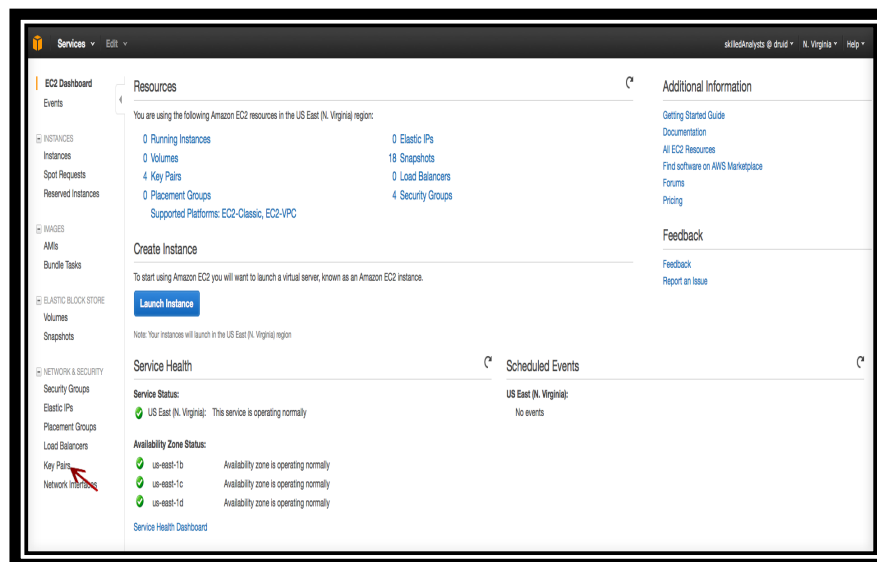 Services Edit
skilledAnalysts @ druid N. Virginia Help
EC2 Dashboard
Events
INSTANCES
Instances
Spot Requests
Reserved Instances
IMAGES
AMIs
Bundle Tasks
ELASTIC BLOCK STORE
Volumes
Snapshots
NETWORK & SECURITY
Security Groups
Elastic IPs
Placement Groups
Load Balancers
Key Pairs
Network Interfaces
Resources
You are using the following Amazon EC2 resources in the US East (N. Virginia) region:
0 Running Instances
0 Elastic IPs
0 Volumes
18 Snapshots
4 Key Pairs
0 Load Balancers
0 Placement Groups
4 Security Groups
Supported Platforms: EC2-Classic, EC2-VPC
Create Instance
To start using Amazon EC2 you will want to launch a virtual server, known as an Amazon EC2 instance.
Launch Instance
Note: Your instances will launch in the US East (N. Virginia) region
Service Health
Service Status:
US East (N. Virginia): This service is operating normally
Availability Zone Status:
us-east-1b Availability zone is operating normally
us-east-1c Availability zone is operating normally
us-east-1d Availability zone is operating normally
Service Health Dashboard
Scheduled Events
US East (N. Virginia):
No events
Additional Information
Getting Started Guide
Documentation
All EC2 Resources
Find software on AWS Marketplace
Forums
Pricing
Feedback
Feedback
Report an Issue